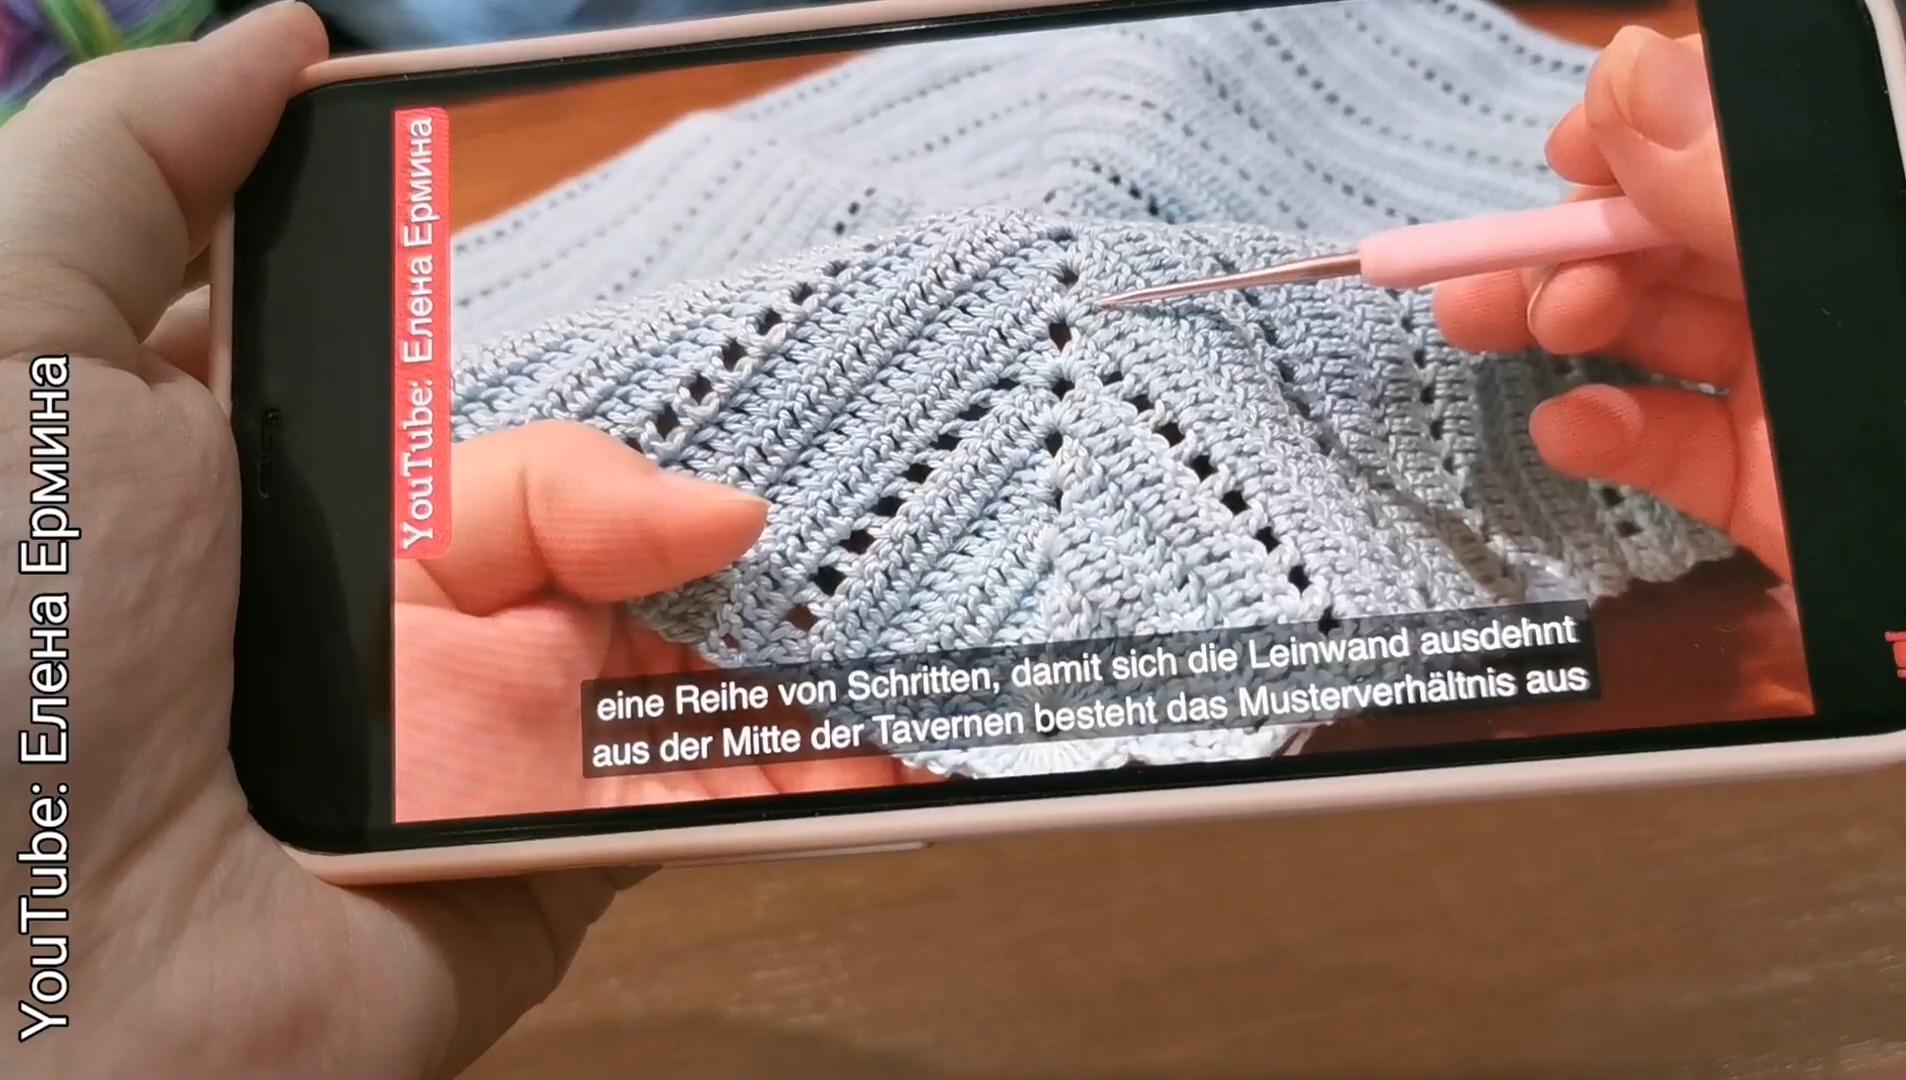 YouTube: Елена Ермина
YouTube: Елена Ермина
eine Reihe von Schritten, damit sich die Leinwand ausdehnt
aus der Mitte der Tavernen besteht das Musterverhältnis aus